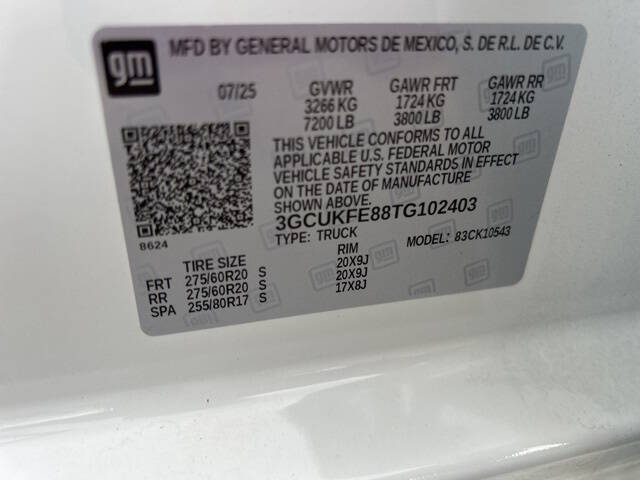 gm MFD BY GENERAL MOTORS DE MEXICO, S. DE R.L. DE C.V.
07/25 GVWR GAWR FRT GAWR RR
3266 KG 1724 KG 1724 KG
7200 LB 3800 LB 3800 LB
THIS VEHICLE CONFORMS TO ALL
APPLICABLE U.S. FEDERAL MOTOR
VEHICLE SAFETY STANDARDS IN EFFECT
ON THE DATE OF MANUFACTURE
SHOWN ABOVE.
3GCUKFE88TG102403
8624
TYPE: TRUCK MODEL: 83CK10543
TIRE SIZE RIM
FRT 275/60R20 S 20X9J
RR 275/60R20 S 20X9J
SPA 255/80R17 S 17X8J